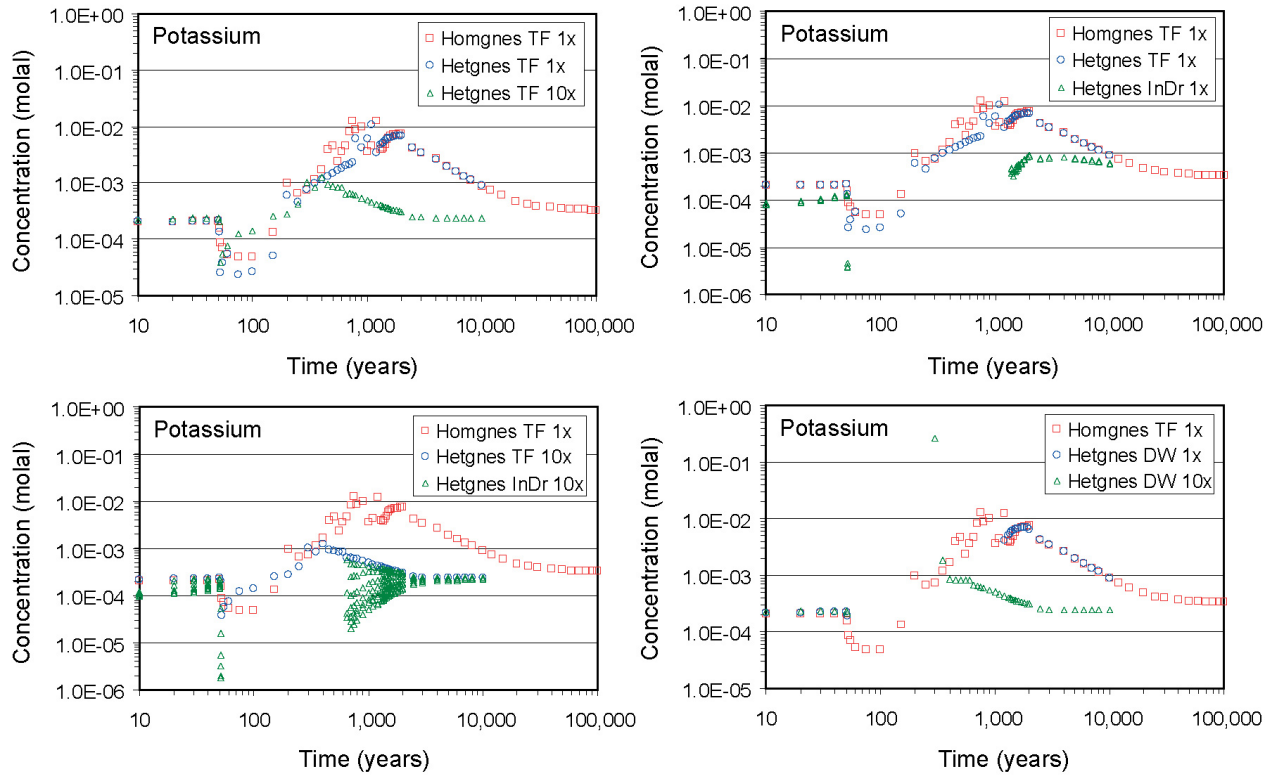 Potassium
Homgnes TF 1x
Hetgnes TF 1x
Hetgnes TF 10x
Concentration (molal)
1.0E+00
1.0E-01
1.0E-02
1.0E-03
1.0E-04
1.0E-05
10
100
1,000
10,000
100,000
Time (years)
Potassium
Homgnes TF 1x
Hetgnes TF 1x
Hetgnes InDr 1x
Concentration (molal)
1.0E+00
1.0E-01
1.0E-02
1.0E-03
1.0E-04
1.0E-05
1.0E-06
10
100
1,000
10,000
100,000
Time (years)
Potassium
Homgnes TF 1x
Hetgnes TF 10x
Hetgnes InDr 10x
Concentration (molal)
1.0E+00
1.0E-01
1.0E-02
1.0E-03
1.0E-04
1.0E-05
1.0E-06
10
100
1,000
10,000
100,000
Time (years)
Potassium
Homgnes TF 1x
Hetgnes DW 1x
Hetgnes DW 10x
Concentration (molal)
1.0E+00
1.0E-01
1.0E-02
1.0E-03
1.0E-04
1.0E-05
10
100
1,000
10,000
100,000
Time (years)